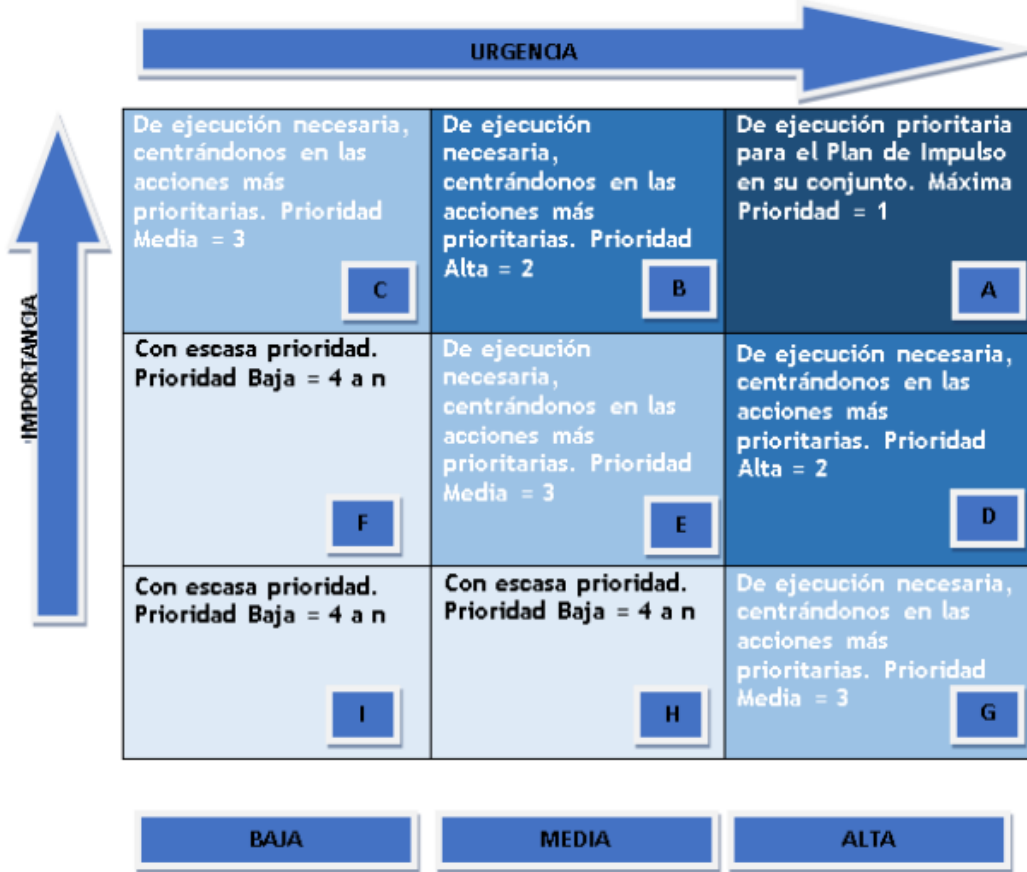 URGENCIA
IMPORTANCIA
De ejecución necesaria,
centrándonos en las
acciones más
prioritarias. Prioridad
Media = 3
C
De ejecución
necesaria,
centrándonos en las
acciones más
prioritarias. Prioridad
Alta = 2
B
De ejecución prioritaria
para el Plan de Impulso
en su conjunto. Máxima
Prioridad = 1
A
Con escasa prioridad.
Prioridad Baja = 4 a n
F
De ejecución
necesaria,
centrándonos en las
acciones más
prioritarias. Prioridad
Media = 3
E
De ejecución necesaria,
centrándonos en las
acciones más
prioritarias. Prioridad
Alta = 2
D
Con escasa prioridad.
Prioridad Baja = 4 a n
I
Con escasa prioridad.
Prioridad Baja = 4 a n
H
De ejecución necesaria,
centrándonos en las
acciones más
prioritarias. Prioridad
Media = 3
G
BAJA
MEDIA
ALTA